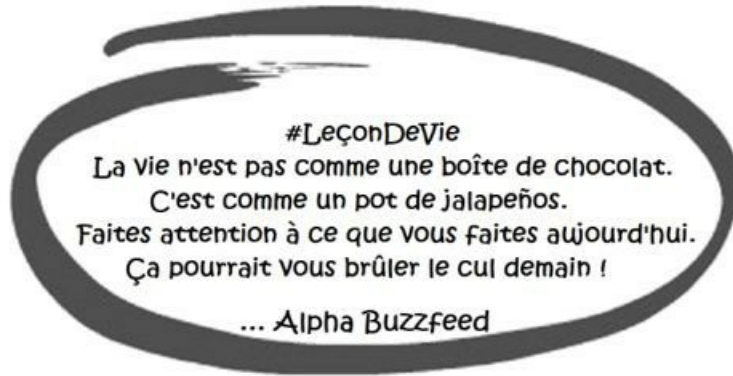 #LeçonDeVie
La vie n'est pas comme une boîte de chocolat.
C'est comme un pot de jalapeños.
Faites attention à ce que vous faites aujourd'hui.
Ça pourrait vous brûler le cul demain !
... Alpha Buzzfeed